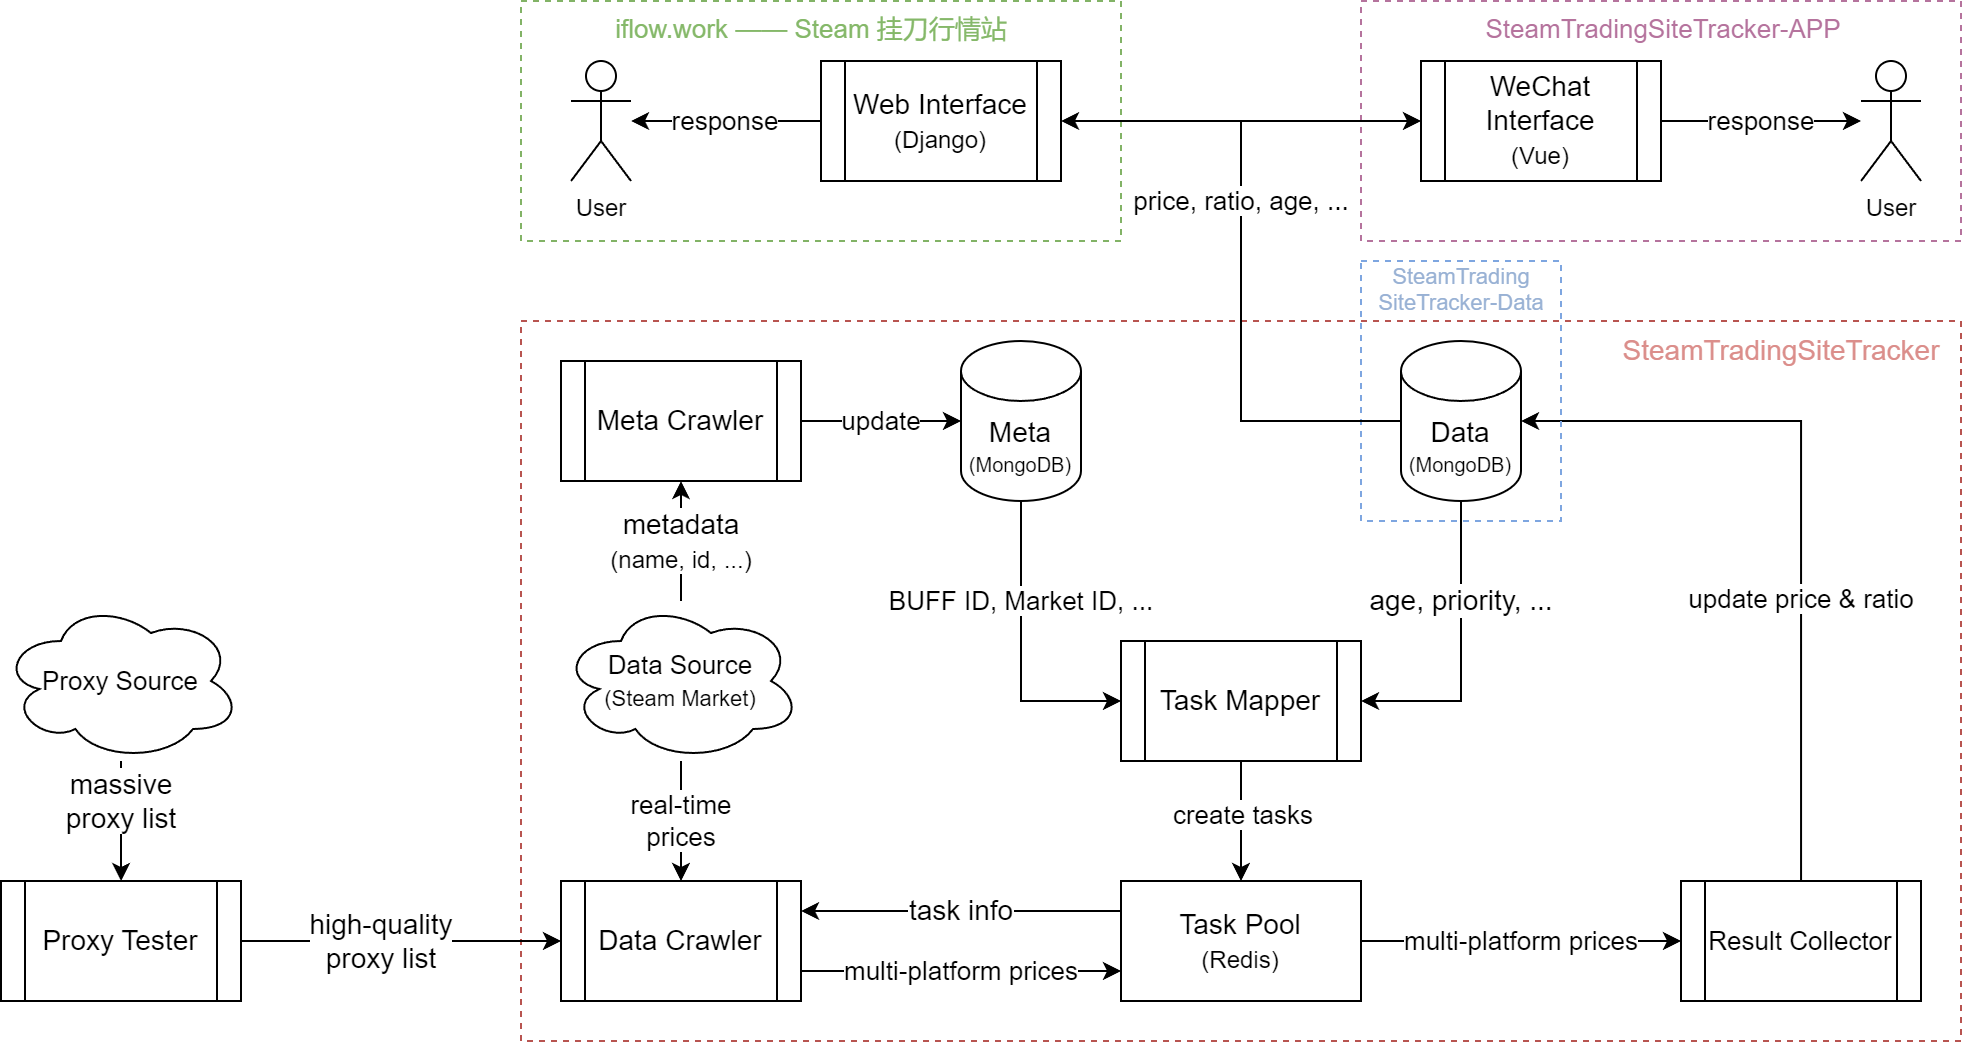 iflow.work —— Steam 挂刀行情站
SteamTradingSiteTracker-APP
Web Interface
(Django)
WeChat
Interface
(Vue)
response
response
User
User
price, ratio, age, ...
SteamTrading
SiteTracker-Data
SteamTradingSiteTracker
Meta Crawler
update
Meta
(MongoDB)
Data
(MongoDB)
metadata
(name, id, ...)
BUFF ID, Market ID, ...
age, priority, ...
update price & ratio
Proxy Source
Data Source
(Steam Market)
Task Mapper
massive
proxy list
real-time
prices
create tasks
Proxy Tester
high-quality
proxy list
Data Crawler
task info
multi-platform prices
Task Pool
(Redis)
multi-platform prices
Result Collector